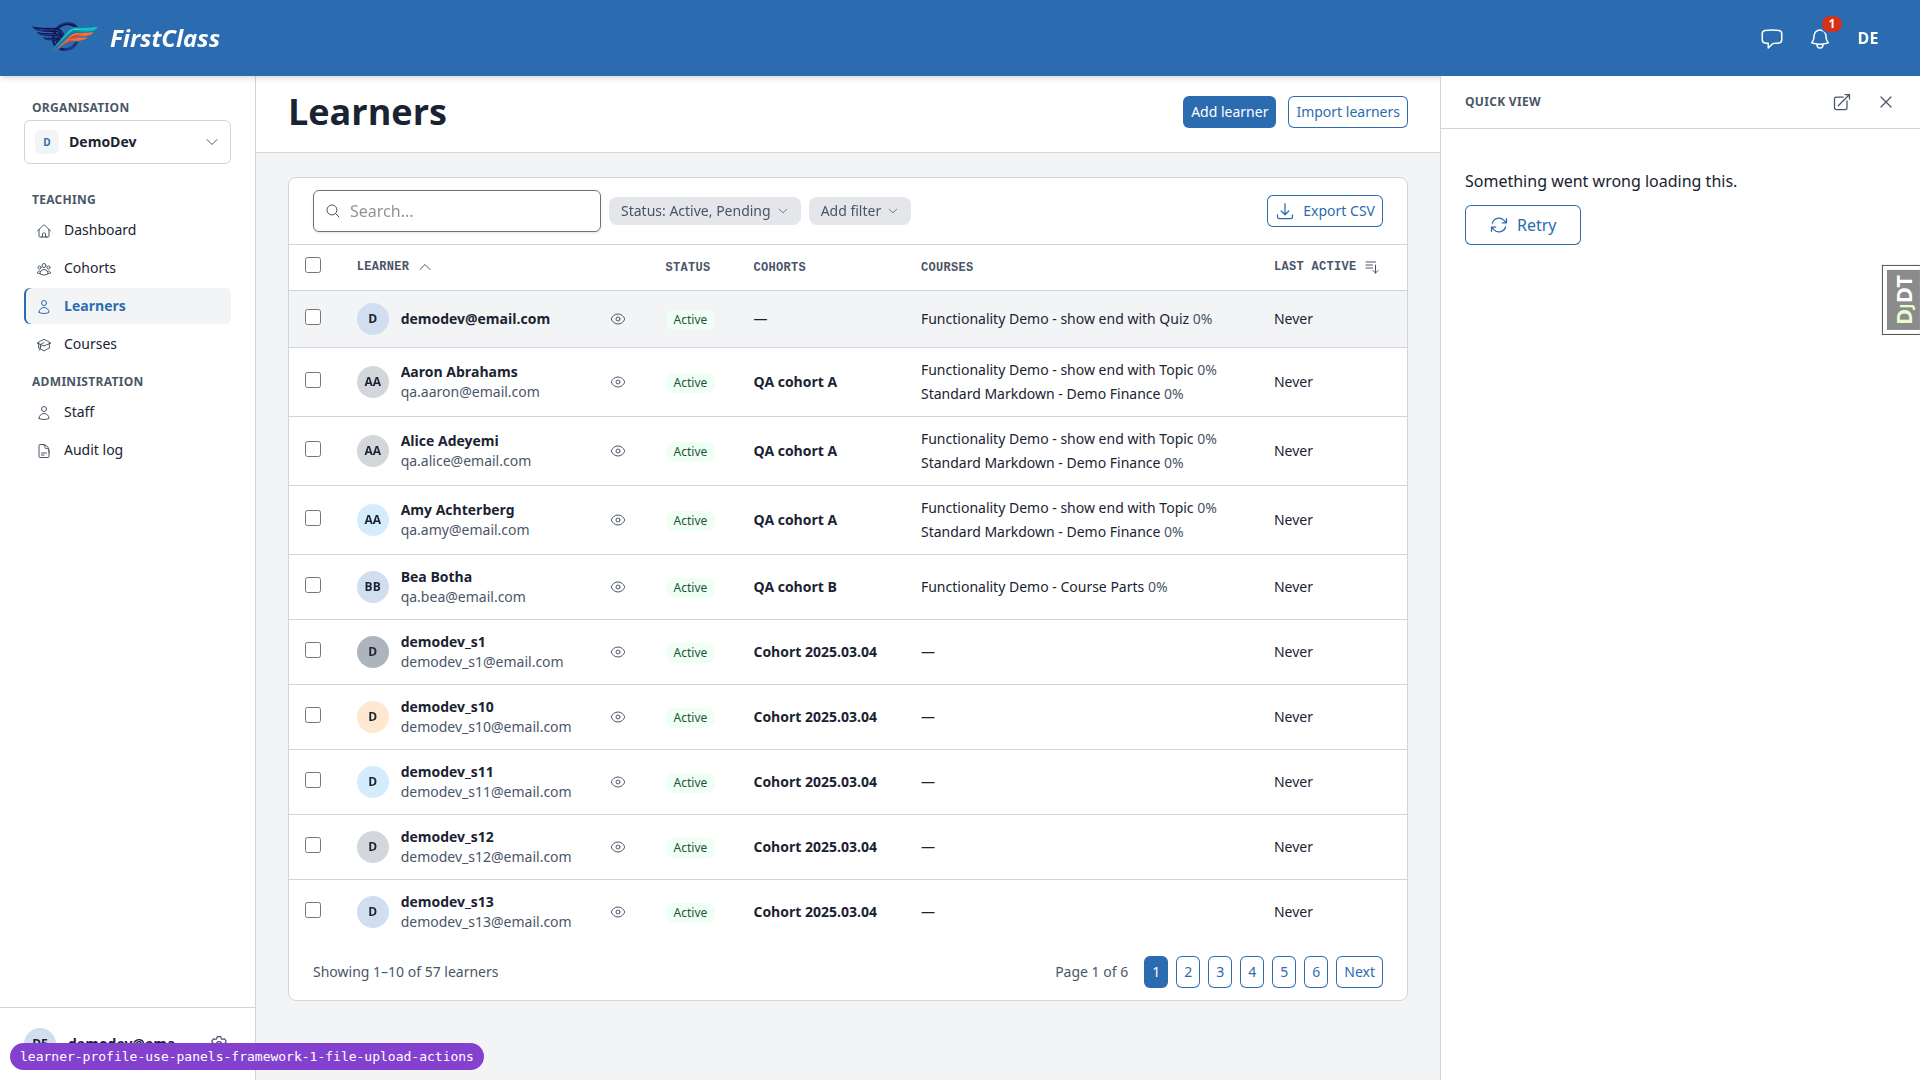 FirstClass
1
DE
ORGANISATION
D DemoDev
TEACHING
Dashboard
Cohorts
Learners
Courses
ADMINISTRATION
Staff
Audit log
learner-profile-use-panels-framework-1-file-upload-actions
Learners
Add learner
Import learners
Search...
Status: Active, Pending
Add filter
Export CSV
LEARNER STATUS COHORTS COURSES LAST ACTIVE
D demodev@email.com Active — Functionality Demo - show end with Quiz 0% Never
AA Aaron Abrahams
qa.aaron@email.com
Active QA cohort A
Functionality Demo - show end with Topic 0%
Standard Markdown - Demo Finance 0%
Never
AA Alice Adeyemi
qa.alice@email.com
Active QA cohort A
Functionality Demo - show end with Topic 0%
Standard Markdown - Demo Finance 0%
Never
AA Amy Achterberg
qa.amy@email.com
Active QA cohort A
Functionality Demo - show end with Topic 0%
Standard Markdown - Demo Finance 0%
Never
BB Bea Botha
qa.bea@email.com
Active QA cohort B Functionality Demo - Course Parts 0% Never
D demodev_s1
demodev_s1@email.com
Active Cohort 2025.03.04 — Never
D demodev_s10
demodev_s10@email.com
Active Cohort 2025.03.04 — Never
D demodev_s11
demodev_s11@email.com
Active Cohort 2025.03.04 — Never
D demodev_s12
demodev_s12@email.com
Active Cohort 2025.03.04 — Never
D demodev_s13
demodev_s13@email.com
Active Cohort 2025.03.04 — Never
Showing 1–10 of 57 learners
Page 1 of 6 1 2 3 4 5 6 Next
QUICK VIEW
Something went wrong loading this.
Retry
DjDT